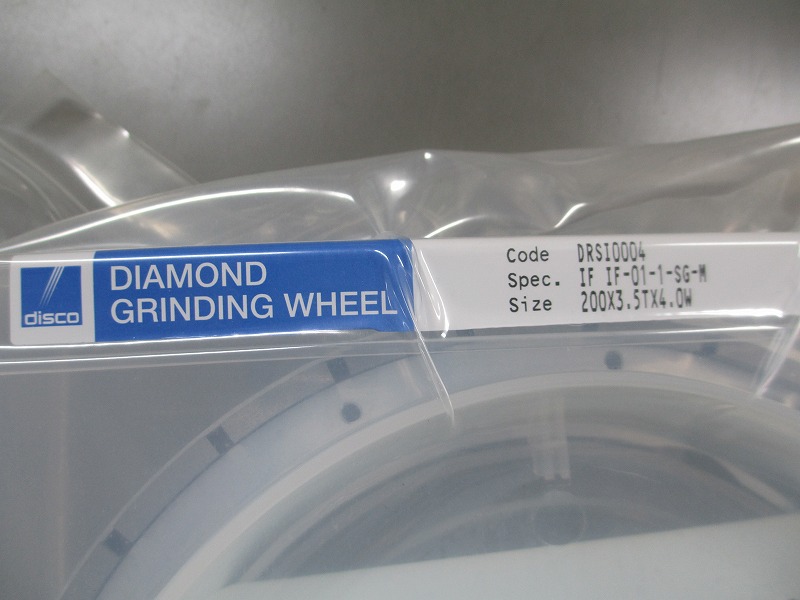 disco
DIAMOND
GRINDING WHEEL
Code DRSI0004
Spec. IF IF-01-1-SG-M
Size 200X3.5TX4.0W